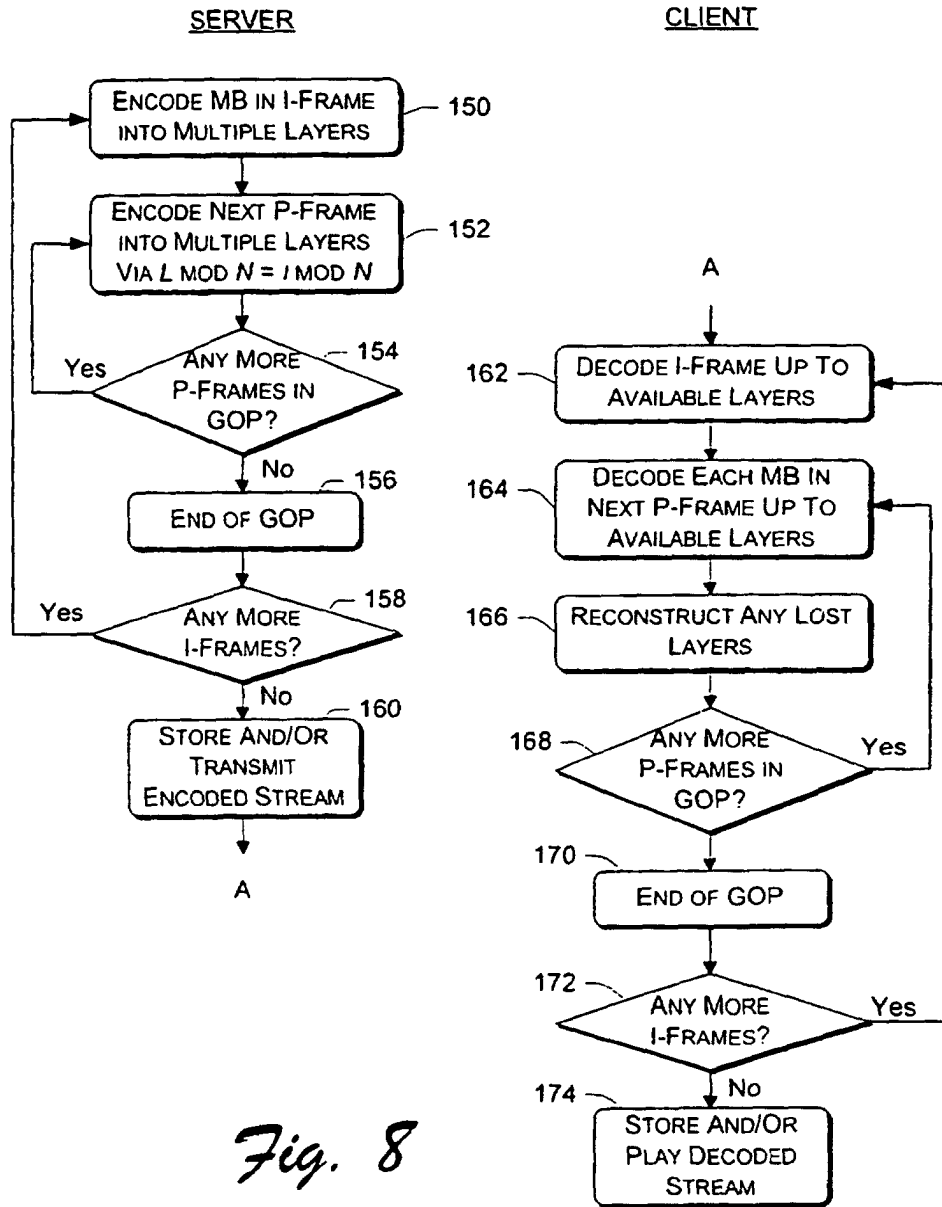 SERVER
ENCODE MB IN I-FRAME
INTO MULTIPLE LAYERS
150
ENCODE NEXT P-FRAME
INTO MULTIPLE LAYERS
VIA L MOD N = i MOD N
152
ANY MORE
P-FRAMES IN
GOP?
154
Yes
No
156
END OF GOP
158
ANY MORE
I-FRAMES?
Yes
No
160
STORE AND/OR
TRANSMIT
ENCODED STREAM
A
CLIENT
A
162
DECODE I-FRAME UP TO
AVAILABLE LAYERS
164
DECODE EACH MB IN
NEXT P-FRAME UP TO
AVAILABLE LAYERS
166
RECONSTRUCT ANY LOST
LAYERS
168
ANY MORE
P-FRAMES IN
GOP?
Yes
170
END OF GOP
172
ANY MORE
I-FRAMES?
Yes
No
174
STORE AND/OR
PLAY DECODED
STREAM
Fig. 8